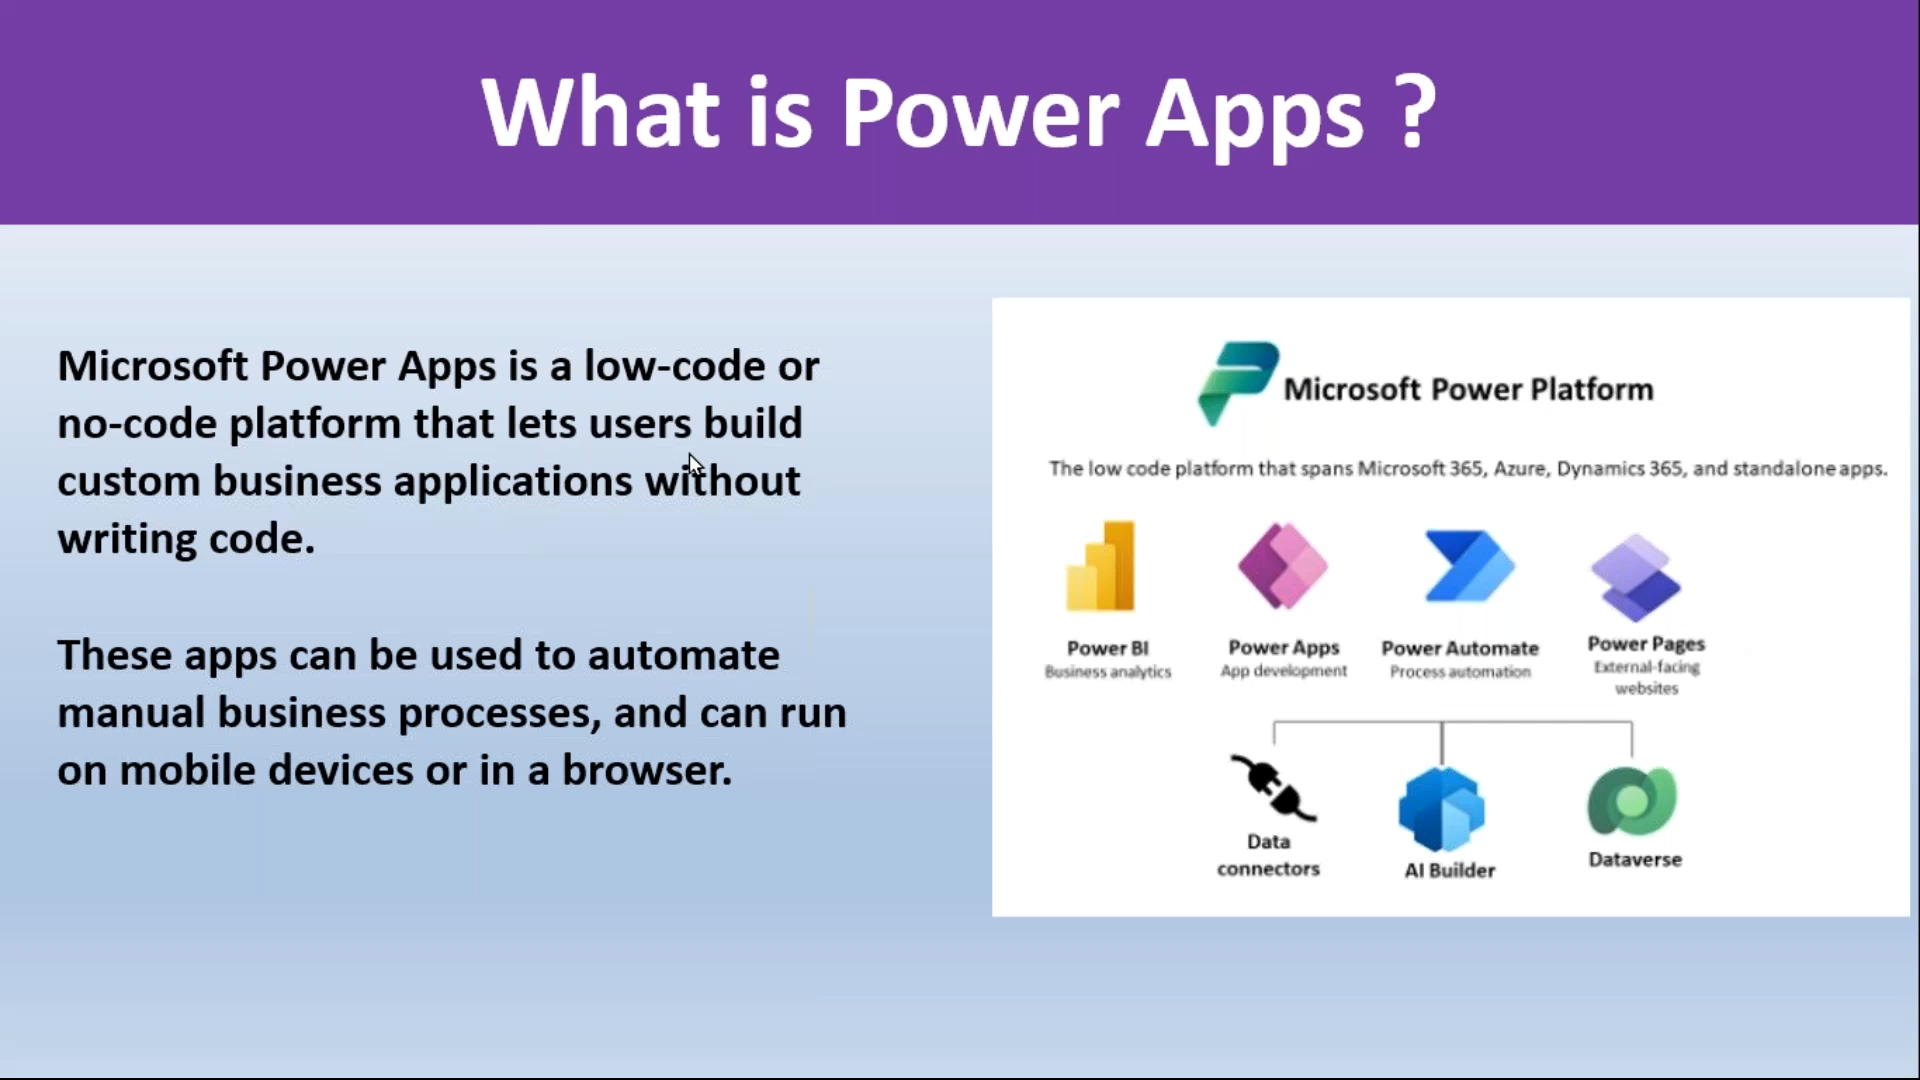 What is Power Apps ?
Microsoft Power Apps is a low-code or
no-code platform that lets users build
custom business applications without
writing code.
These apps can be used to automate
manual business processes, and can run
on mobile devices or in a browser.
Microsoft Power Platform
The low code platform that spans Microsoft 365, Azure, Dynamics 365, and standalone apps.
Power BI
Business analytics
Power Apps
App development
Power Automate
Process automation
Power Pages
External-facing
websites
Data
connectors
AI Builder
Dataverse